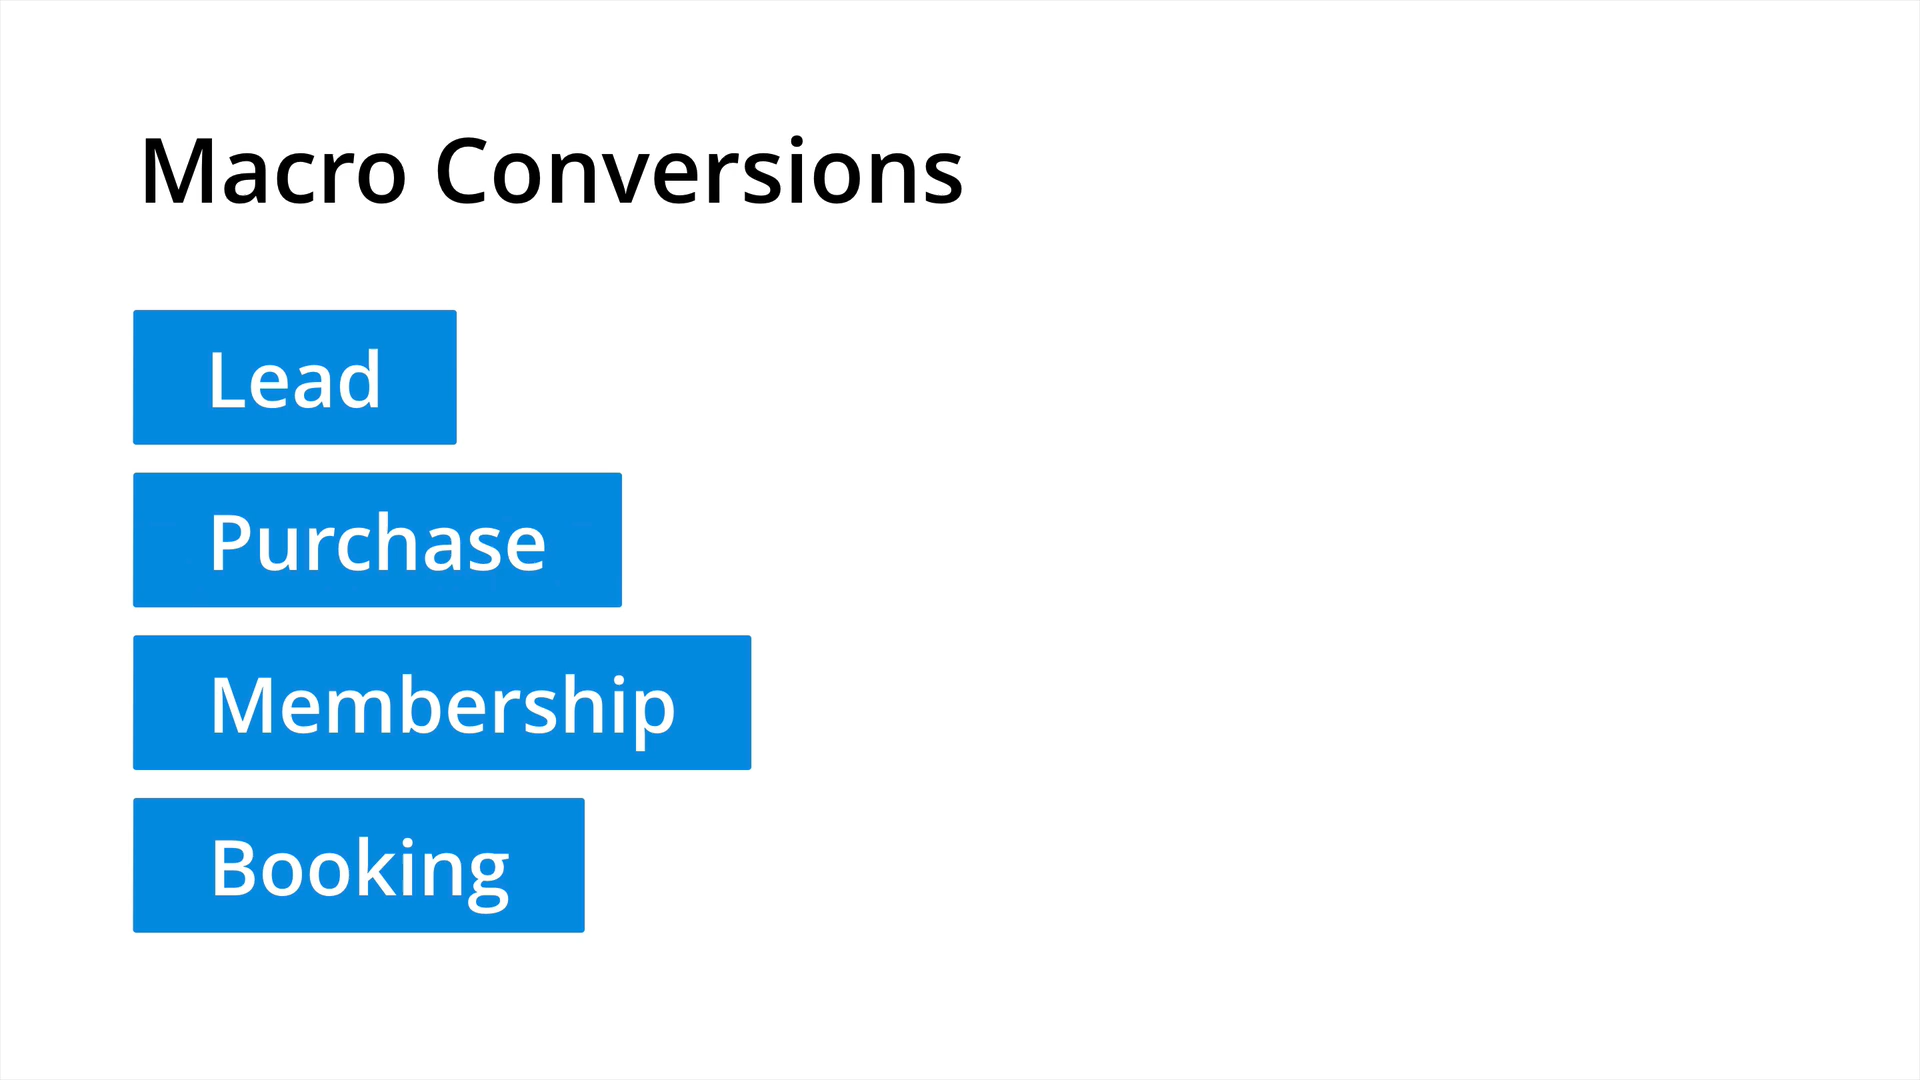 Macro Conversions
Lead
Purchase
Membership
Booking